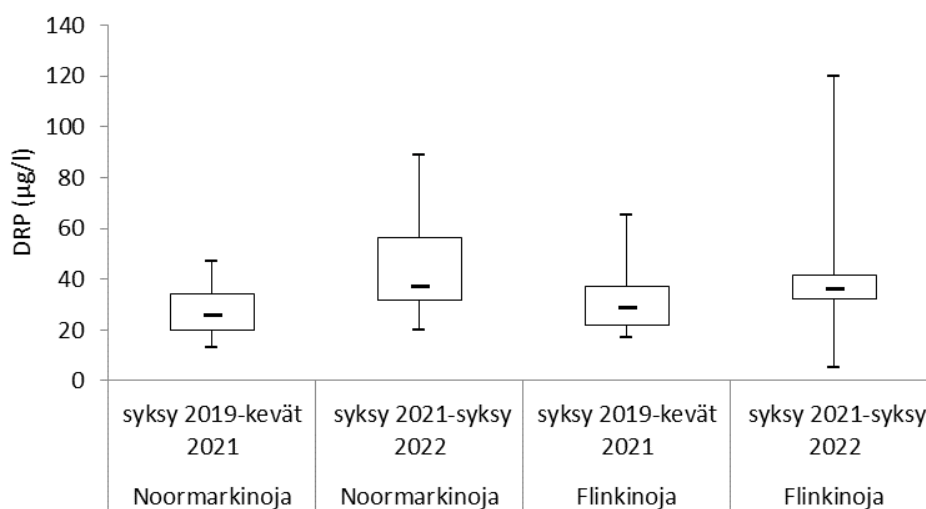 140
120
100
80
60
40
20
0
DRP (µg/l)
syksy 2019-kevät
2021
syksy 2021-syksy
2022
syksy 2019-kevät
2021
syksy 2021-syksy
2022
Noormarkinoja
Noormarkinoja
Flinkinoja
Flinkinoja